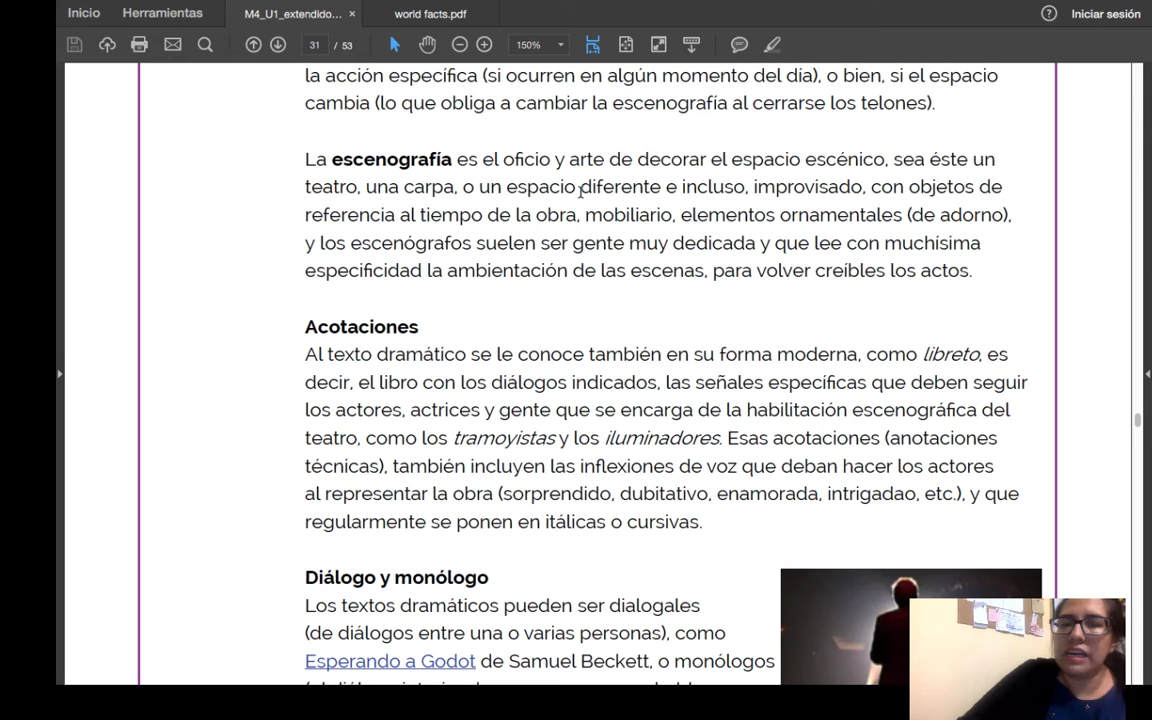 Inicio Herramientas M4_U1_extendido... × world facts.pdf Iniciar sesión
31 / 53 150%
la acción específica (si ocurren en algún momento del día), o bien, si el espacio
cambia (lo que obliga a cambiar la escenografía al cerrarse los telones).
La escenografía es el oficio y arte de decorar el espacio escénico, sea éste un
teatro, una carpa, o un espacio diferente e incluso, improvisado, con objetos de
referencia al tiempo de la obra, mobiliario, elementos ornamentales (de adorno),
y los escenógrafos suelen ser gente muy dedicada y que lee con muchísima
especificidad la ambientación de las escenas, para volver creíbles los actos.
Acotaciones
Al texto dramático se le conoce también en su forma moderna, como libreto, es
decir, el libro con los diálogos indicados, las señales específicas que deben seguir
los actores, actrices y gente que se encarga de la habilitación escenográfica del
teatro, como los tramoyistas y los iluminadores. Esas acotaciones (anotaciones
técnicas), también incluyen las inflexiones de voz que deban hacer los actores
al representar la obra (sorprendido, dubitativo, enamorada, intrigadao, etc.), y que
regularmente se ponen en itálicas o cursivas.
Diálogo y monólogo
Los textos dramáticos pueden ser dialogales
(de diálogos entre una o varias personas), como
Esperando a Godot de Samuel Beckett, o monólogos